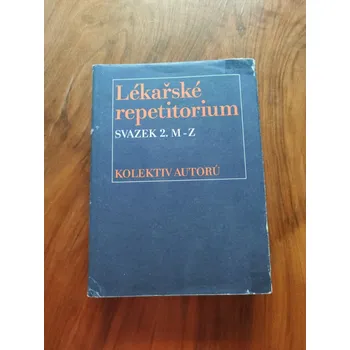 Lékařské
repetitorium
SVAZEK 2. M-Z
KOLEKTIV AUTORŮ